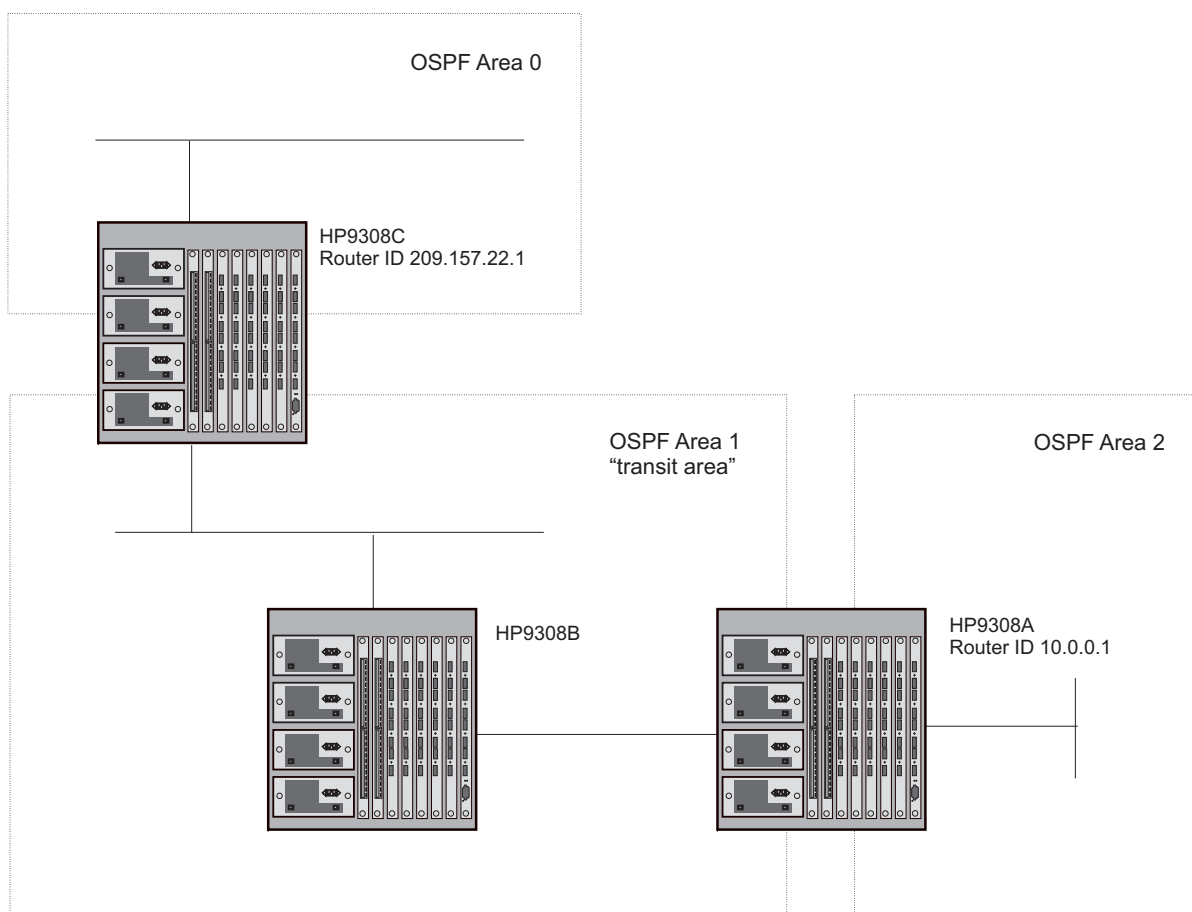 OSPF Area 0
HP9308C
Router ID 209.157.22.1
OSPF Area 1
“transit area”
OSPF Area 2
HP9308B
HP9308A
Router ID 10.0.0.1